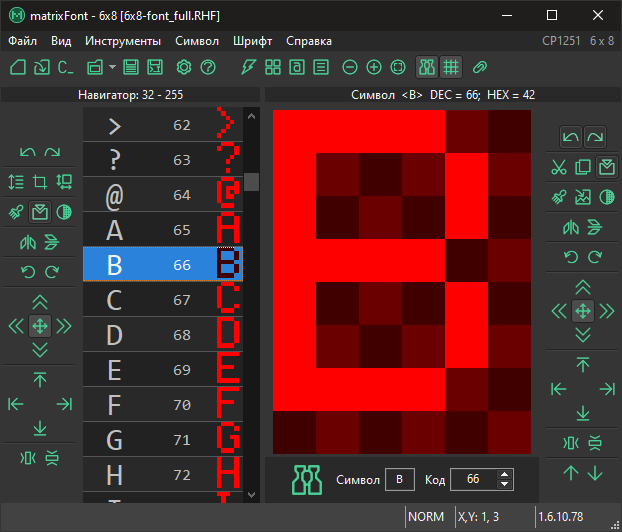 matrixFont - 6x8 [6x8-font_full.RHF]
Файл Вид Инструменты Символ Шрифт Справка CP1251 6 x 8
C_
Навигатор: 32 - 255 Символ <B> DEC = 66; HEX = 42
> 62 >
? 63 ?
@ 64 @
A 65 A
B 66 B
C 67 C
D 68 D
E 69 E
F 70 F
G 71 G
H 72 H
Символ B Код 66
NORM X,Y: 1, 3 1.6.10.78